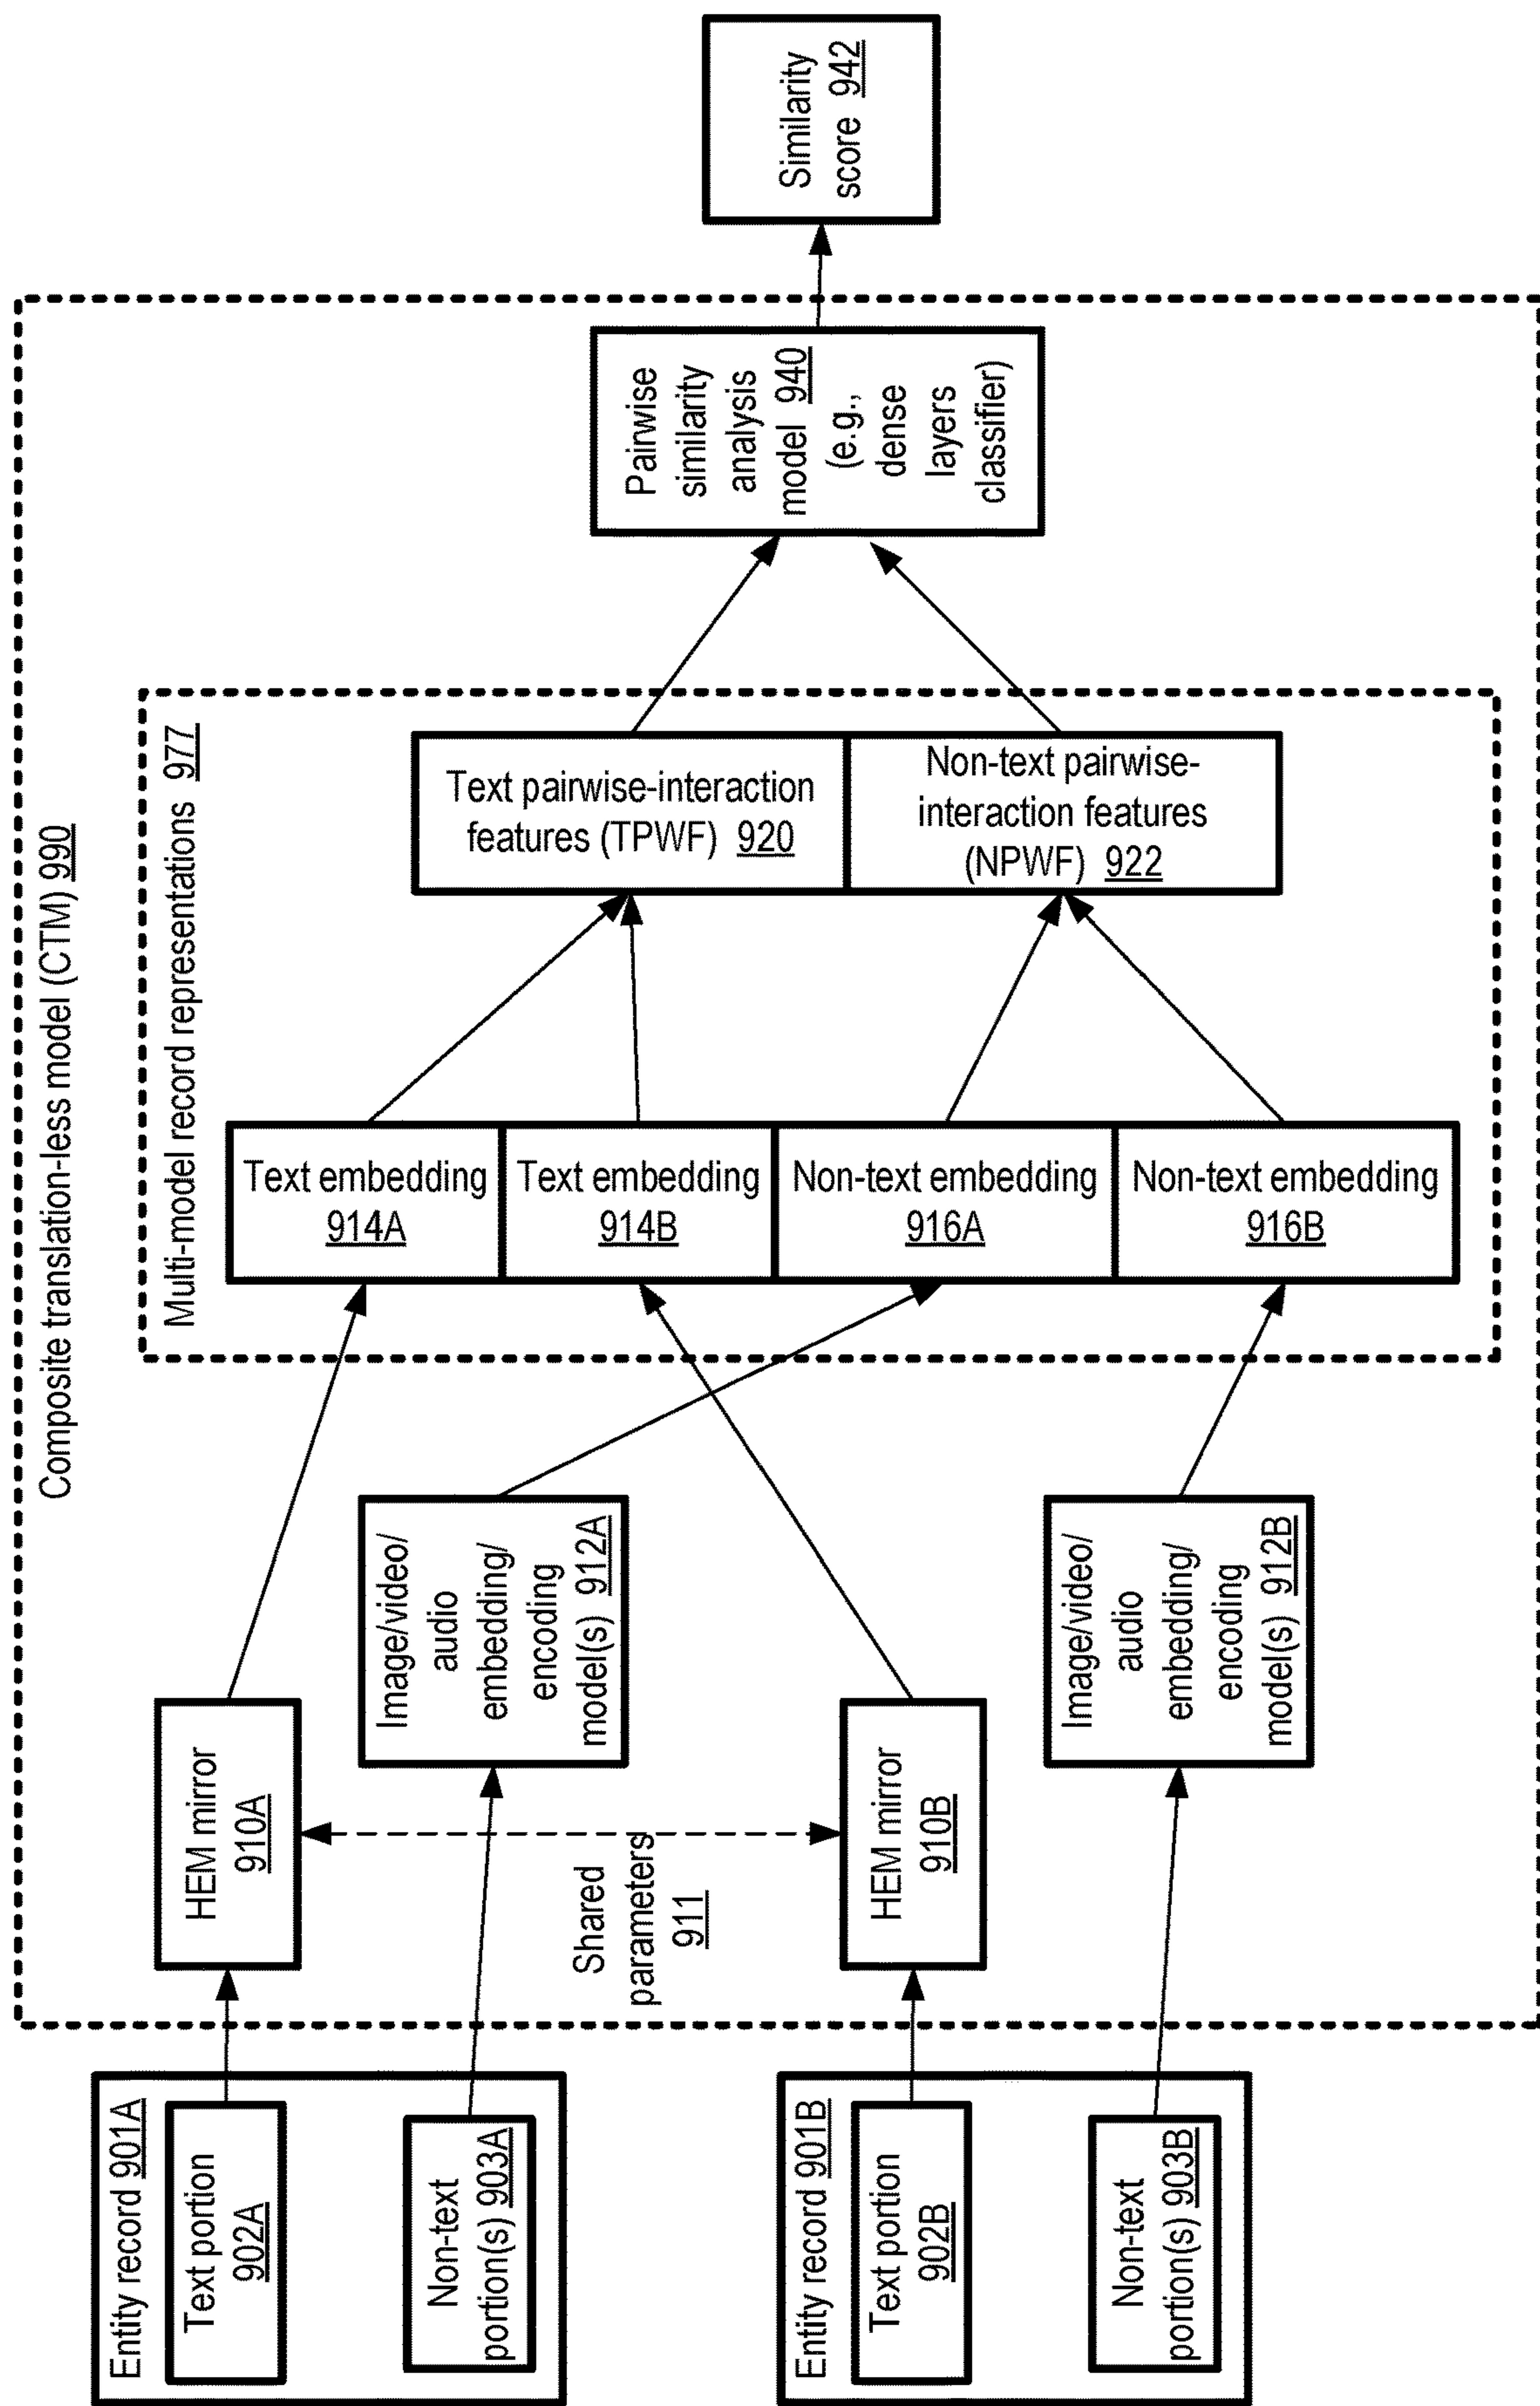 Composite translation-less model (CTM) 990
Entity record 901A
Text portion
902A
Non-text
portion(s) 903A
Entity record 901B
Text portion
902B
Non-text
portion(s) 903B
HEM mirror
910A
Shared
parameters
911
HEM mirror
910B
Image/video/
audio
embedding/
encoding
model(s) 912A
Image/video/
audio
embedding/
encoding
model(s) 912B
Multi-model record representations 977
Text embedding
914A
Text embedding
914B
Non-text embedding
916A
Non-text embedding
916B
Text pairwise-interaction
features (TPWF) 920
Non-text pairwise-
interaction features
(NPWF) 922
Pairwise
similarity
analysis
model 940
(e.g.,
dense
layers
classifier)
Similarity
score 942